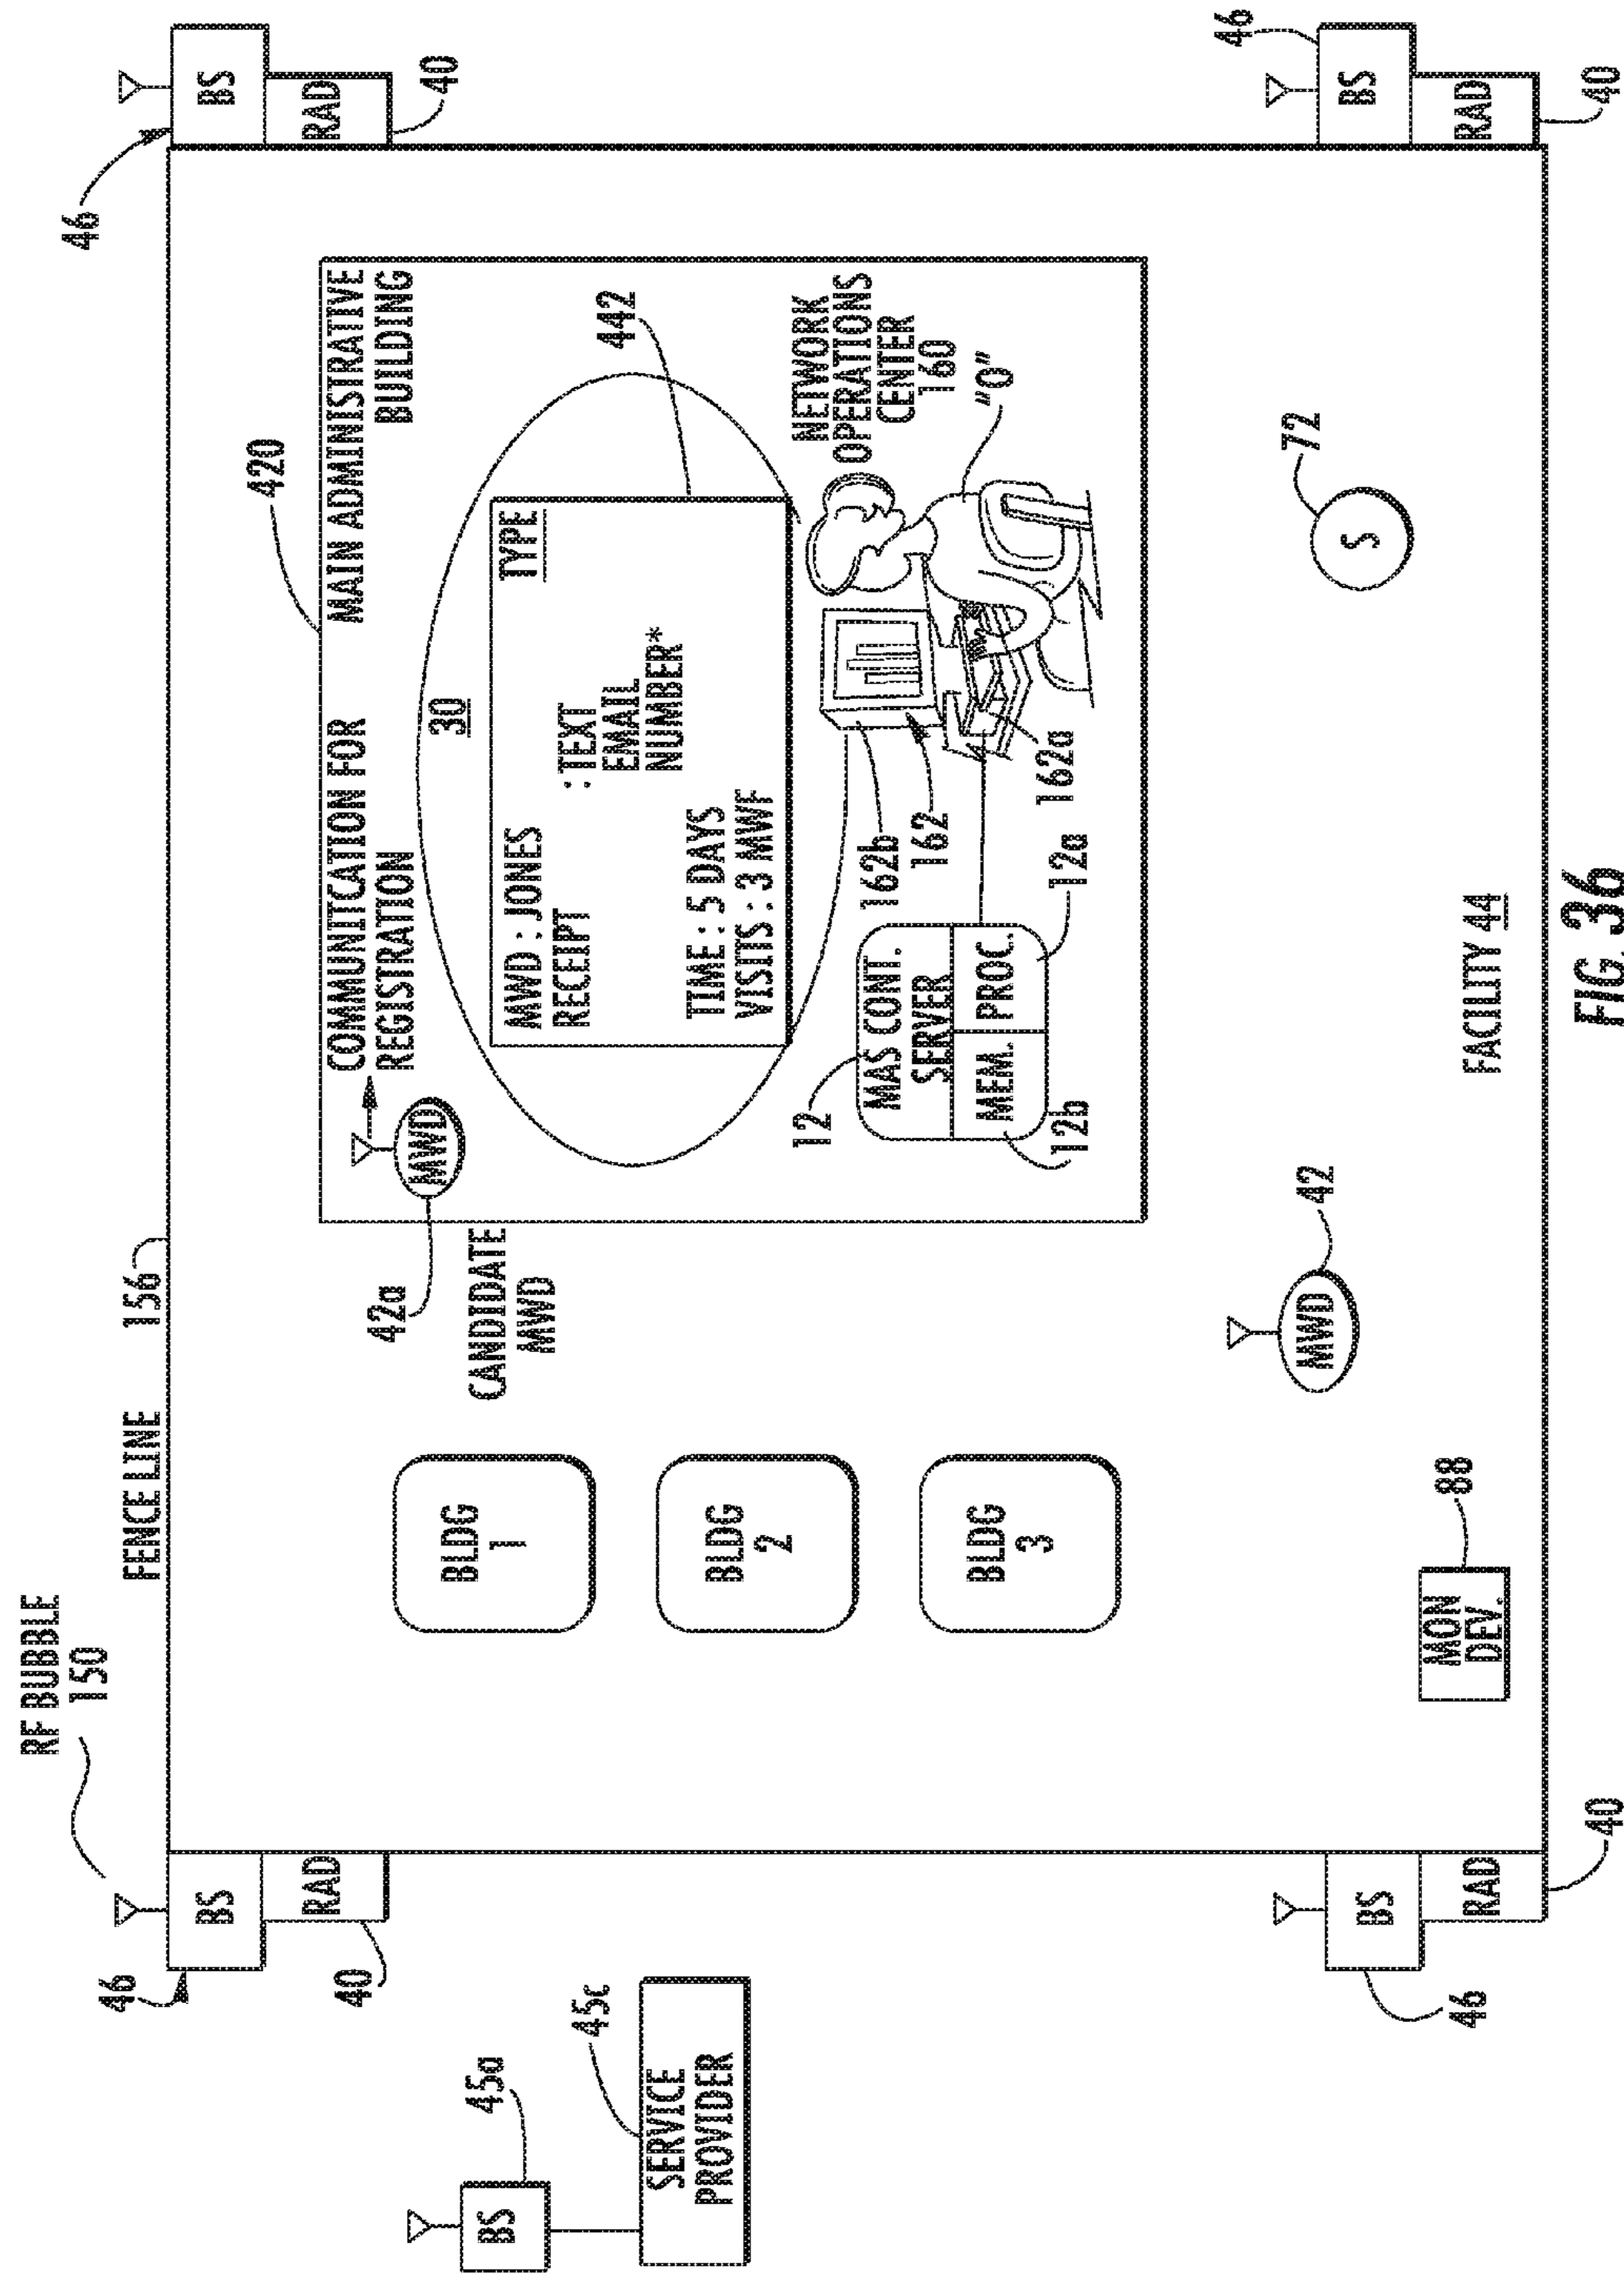 RF BUBBLE
150
FENCE LINE
156
420
46
BS
RAD
40
46
BS
RAD
40
45a
BS
45c
SERVICE
PROVIDER
COMMUNICATION FOR
REGISTRATION
MAIN ADMINISTRATIVE
BUILDING
MWD
42a
CANDIDATE
MWD
30
442
MWD : JONES
RECEIPT
TYPE
: TEXT
EMAIL
NUMBER*
TIME : 5 DAYS
VISITS : 3 MWF
NETWORK
OPERATIONS
CENTER
160
"O"
162b
162
162a
12
MAS CONT.
SERVER
MEM.
PROC.
12b
12a
BLDG
1
BLDG
2
BLDG
3
MWD
42
S
72
MON
DEV.
88
46
BS
RAD
40
46
BS
RAD
40
FACILITY 44
FIG. 36